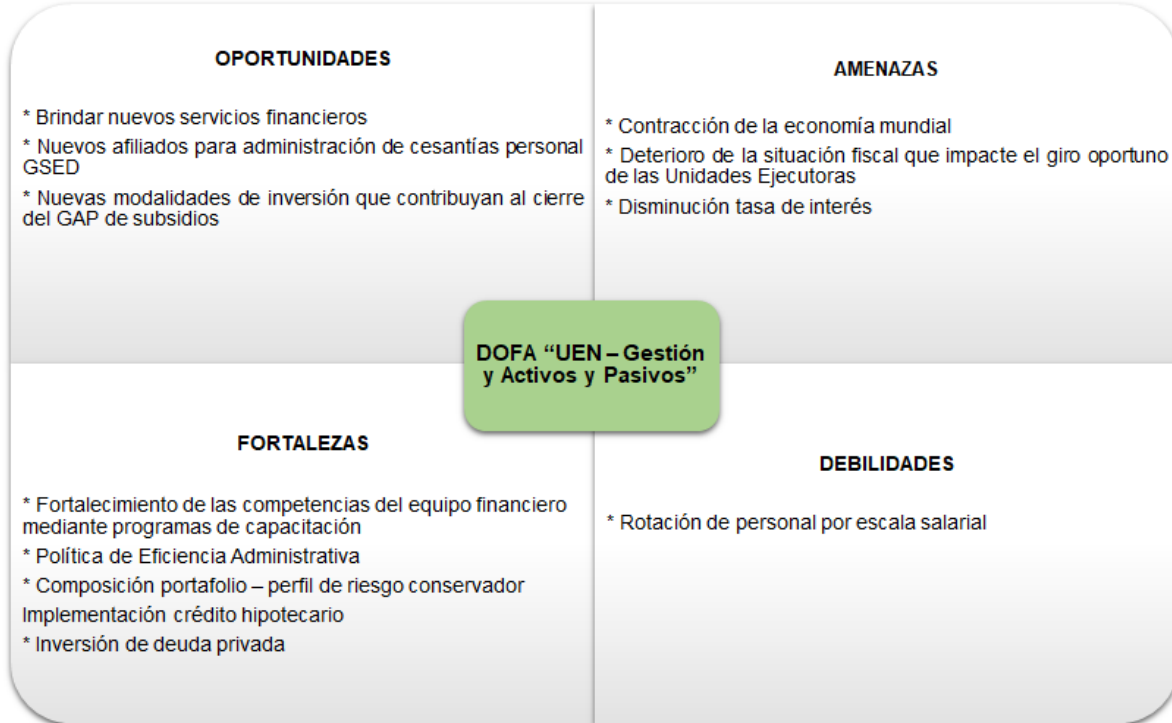 OPORTUNIDADES
* Brindar nuevos servicios financieros
* Nuevos afiliados para administración de cesantías personal
GSED
* Nuevas modalidades de inversión que contribuyan al cierre
del GAP de subsidios
AMENAZAS
* Contracción de la economía mundial
* Deterioro de la situación fiscal que impacte el giro oportuno
de las Unidades Ejecutoras
* Disminución tasa de interés
DOFA “UEN – Gestión
y Activos y Pasivos”
FORTALEZAS
* Fortalecimiento de las competencias del equipo financiero
mediante programas de capacitación
* Política de Eficiencia Administrativa
* Composición portafolio – perfil de riesgo conservador
Implementación crédito hipotecario
* Inversión de deuda privada
DEBILIDADES
* Rotación de personal por escala salarial